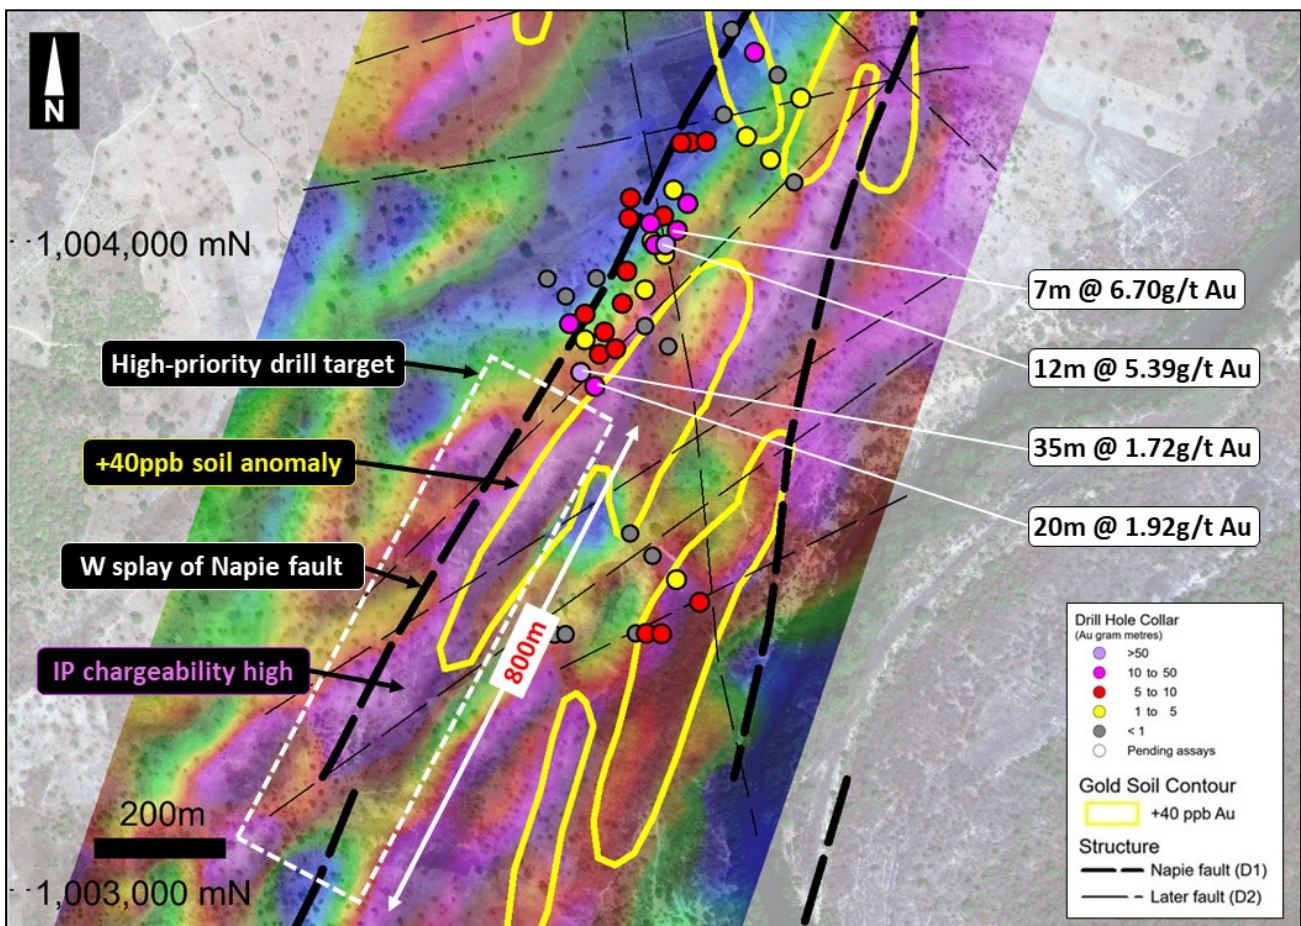 N
1,004,000 mN
7m @ 6.70g/t Au
12m @ 5.39g/t Au
High-priority drill target
+40ppb soil anomaly
35m @ 1.72g/t Au
20m @ 1.92g/t Au
W splay of Napie fault
IP chargeability high
800m
200m
1,003,000 mN
Drill Hole Collar
(Au gram metres)
>50
10 to 50
5 to 10
1 to 5
< 1
Pending assays
Gold Soil Contour
+40 ppb Au
Structure
Napie fault (D1)
Later fault (D2)